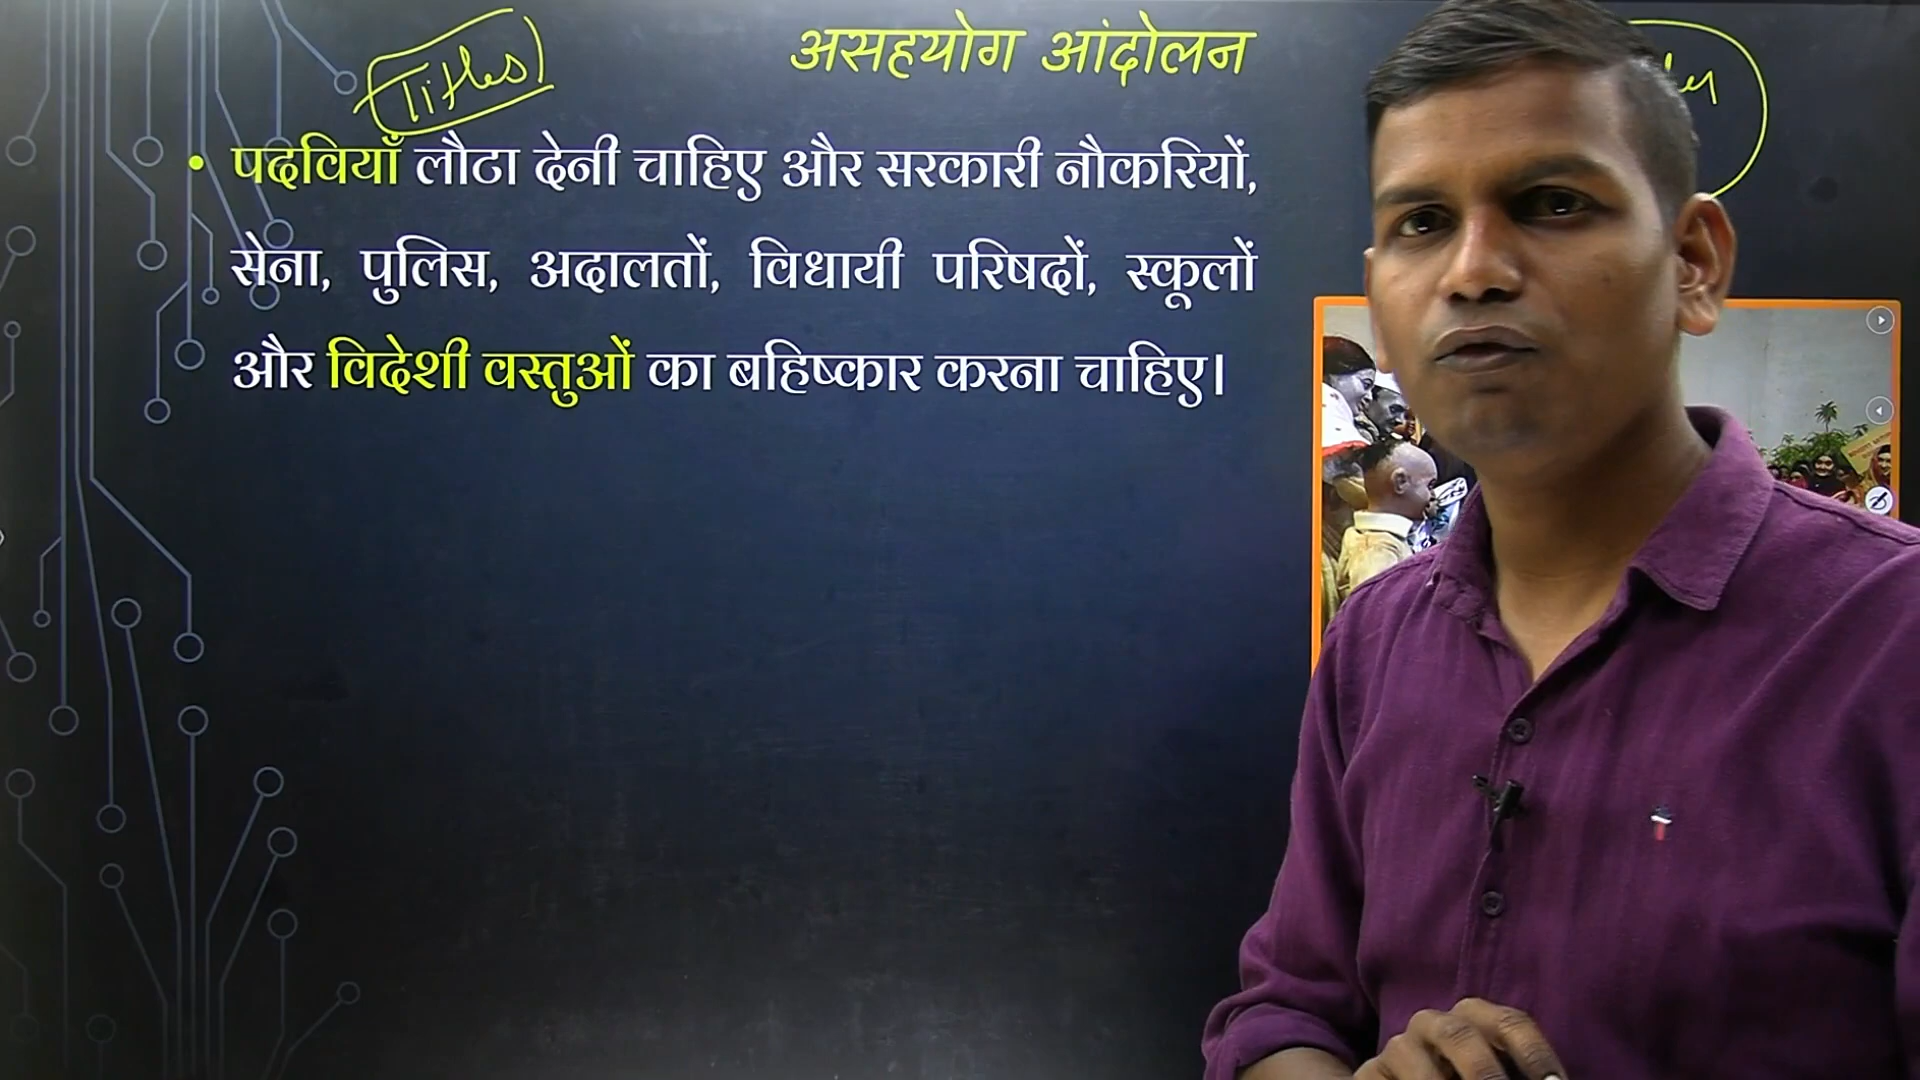 असहयोग आंदोलन
Titles
• पदवियाँ लौटा देनी चाहिए और सरकारी नौकरियों,
सेना, पुलिस, अदालतों, विधायी परिषदों, स्कूलों
और विदेशी वस्तुओं का बहिष्कार करना चाहिए।